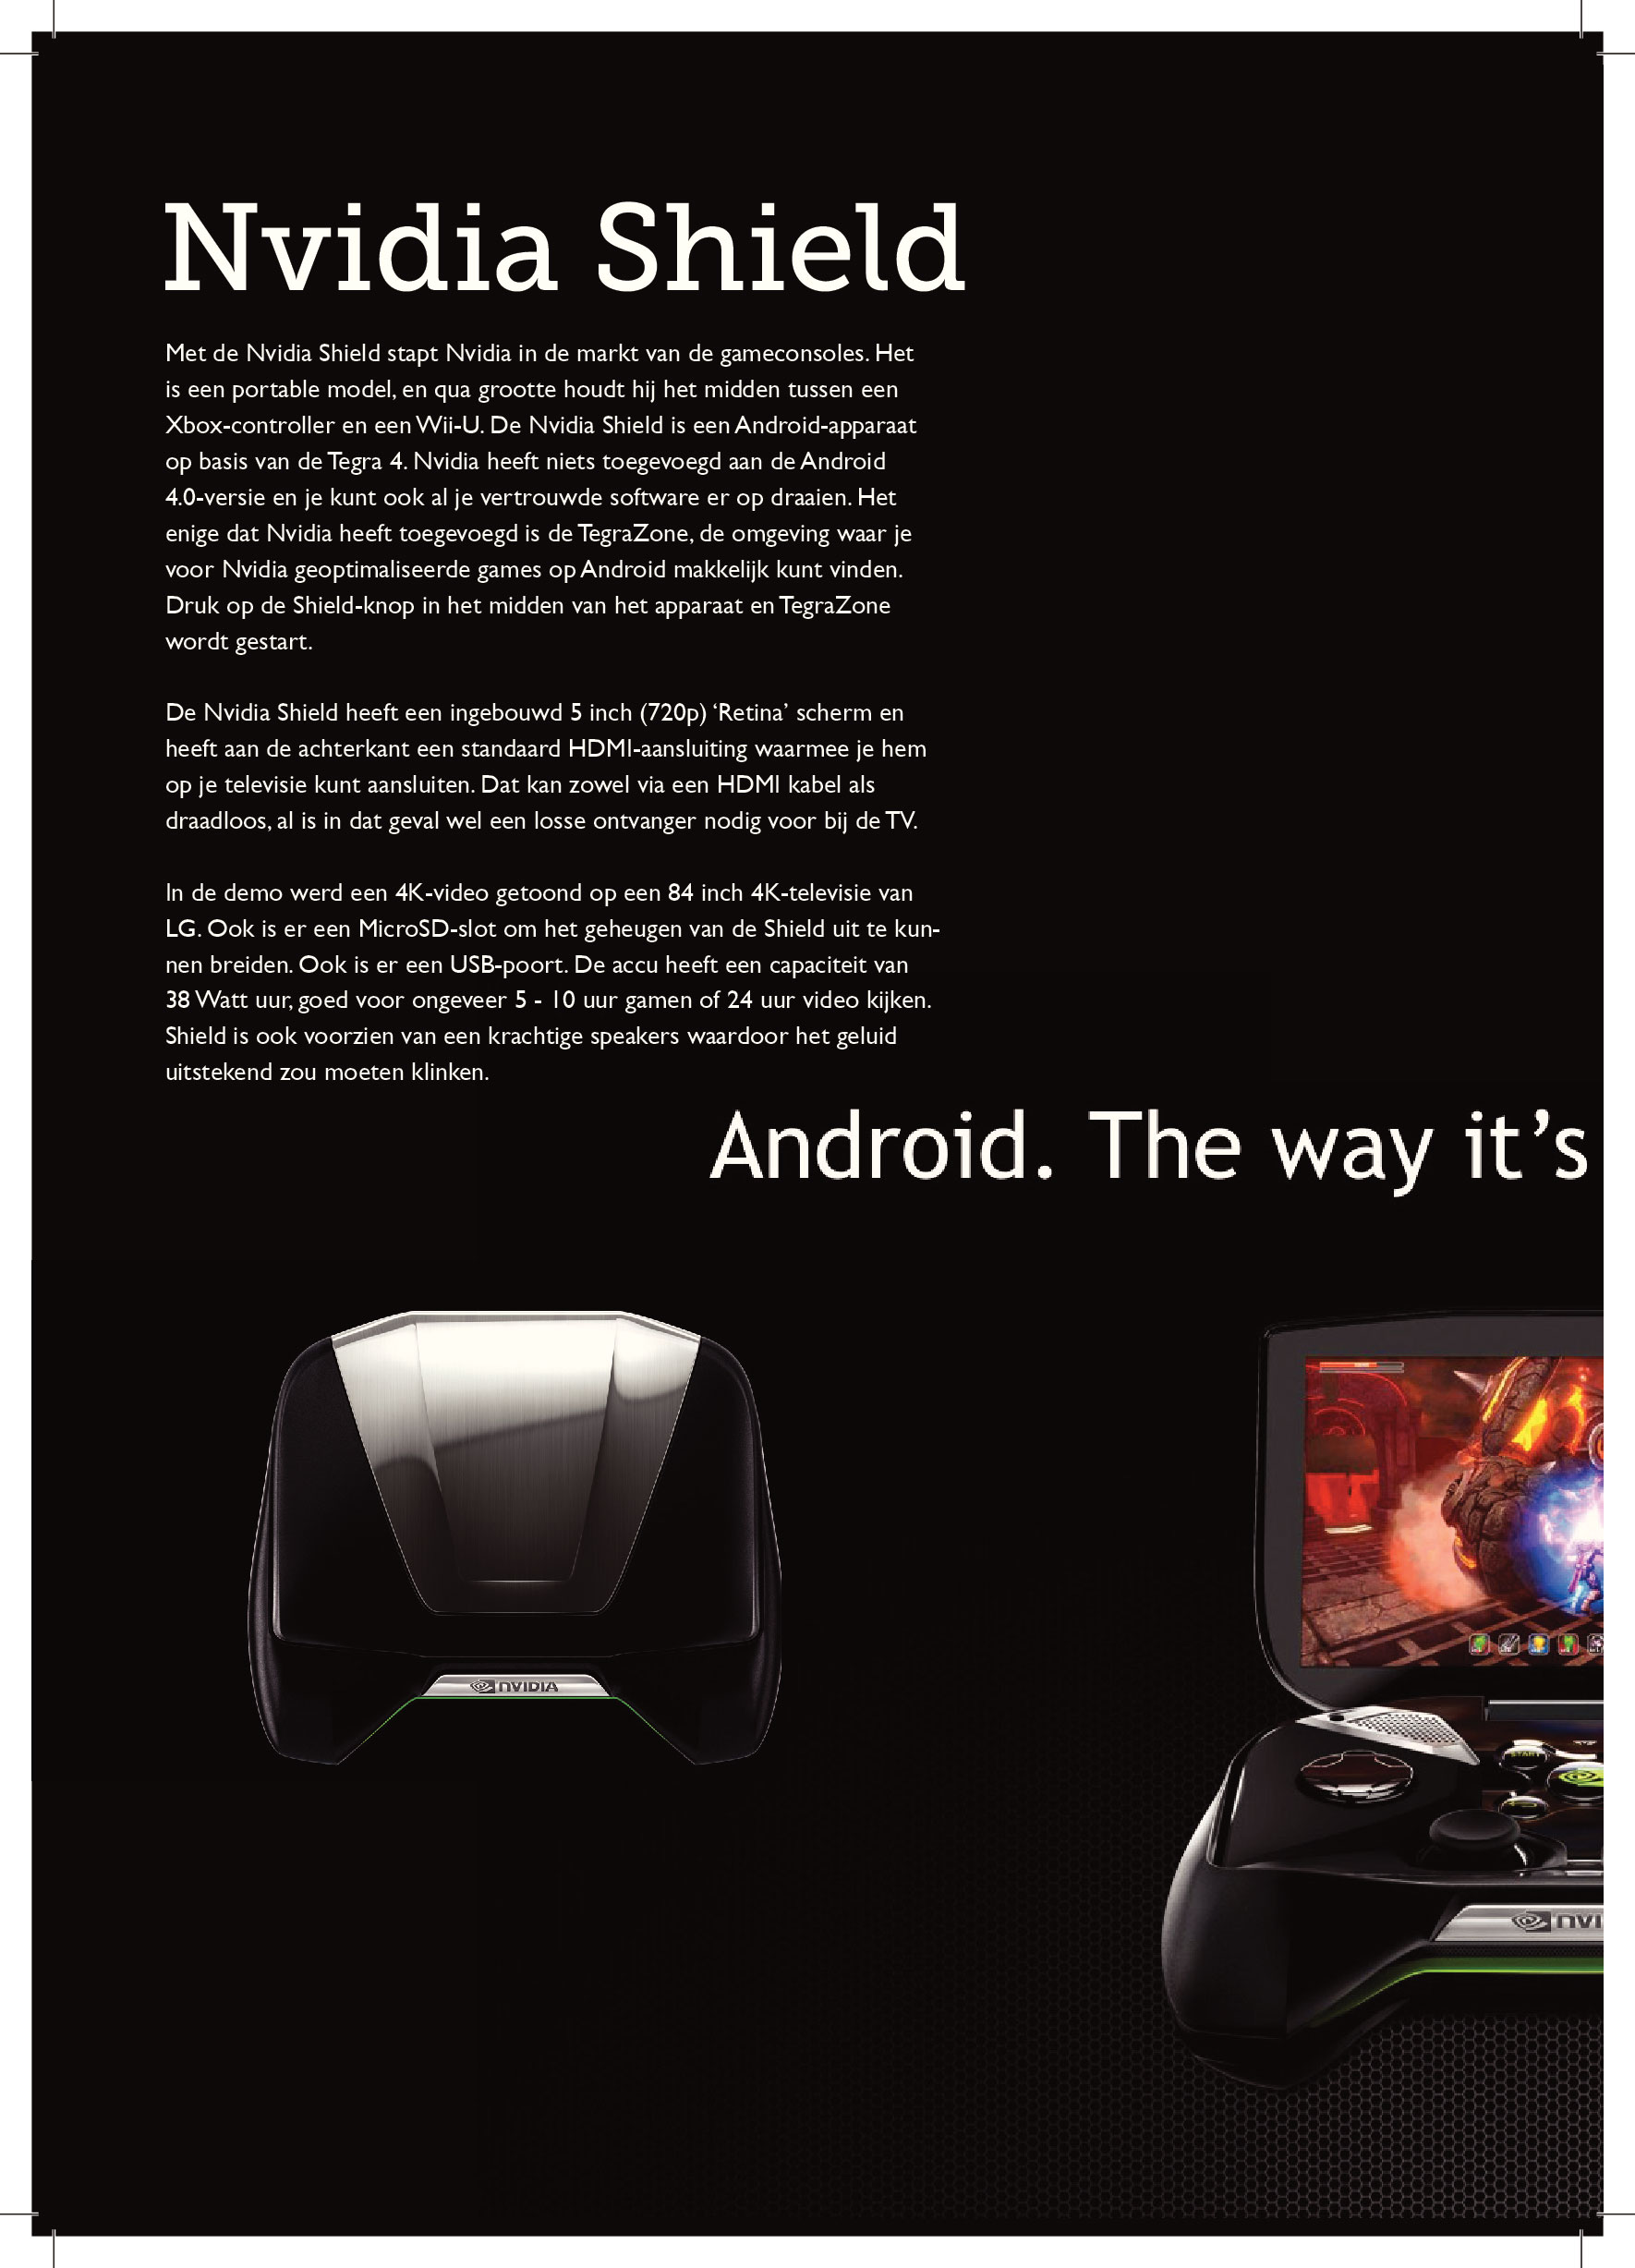 Nvidia Shield
Met de Nvidia Shield stapt Nvidia in de markt van de gameconsoles. Het
is een portable model, en qua grootte houdt hij het midden tussen een
Xbox-controller en een Wii-U. De Nvidia Shield is een Android-apparaat
op basis van de Tegra 4. Nvidia heeft niets toegevoegd aan de Android
4.0-versie en je kunt ook al je vertrouwde software er op draaien. Het
enige dat Nvidia heeft toegevoegd is de TegraZone, de omgeving waar je
voor Nvidia geoptimaliseerde games op Android makkelijk kunt vinden.
Druk op de Shield-knop in het midden van het apparaat en TegraZone
wordt gestart.
De Nvidia Shield heeft een ingebouwd 5 inch (720p) ‘Retina’ scherm en
heeft aan de achterkant een standaard HDMI-aansluiting waarmee je hem
op je televisie kunt aansluiten. Dat kan zowel via een HDMI kabel als
draadloos, al is in dat geval wel een losse ontvanger nodig voor bij de TV.
In de demo werd een 4K-video getoond op een 84 inch 4K-televisie van
LG. Ook is er een MicroSD-slot om het geheugen van de Shield uit te kun-
nen breiden. Ook is er een USB-poort. De accu heeft een capaciteit van
38 Watt uur, goed voor ongeveer 5 - 10 uur gamen of 24 uur video kijken.
Shield is ook voorzien van een krachtige speakers waardoor het geluid
uitstekend zou moeten klinken.
Android. The way it’s
NVIDIA
START
NVI